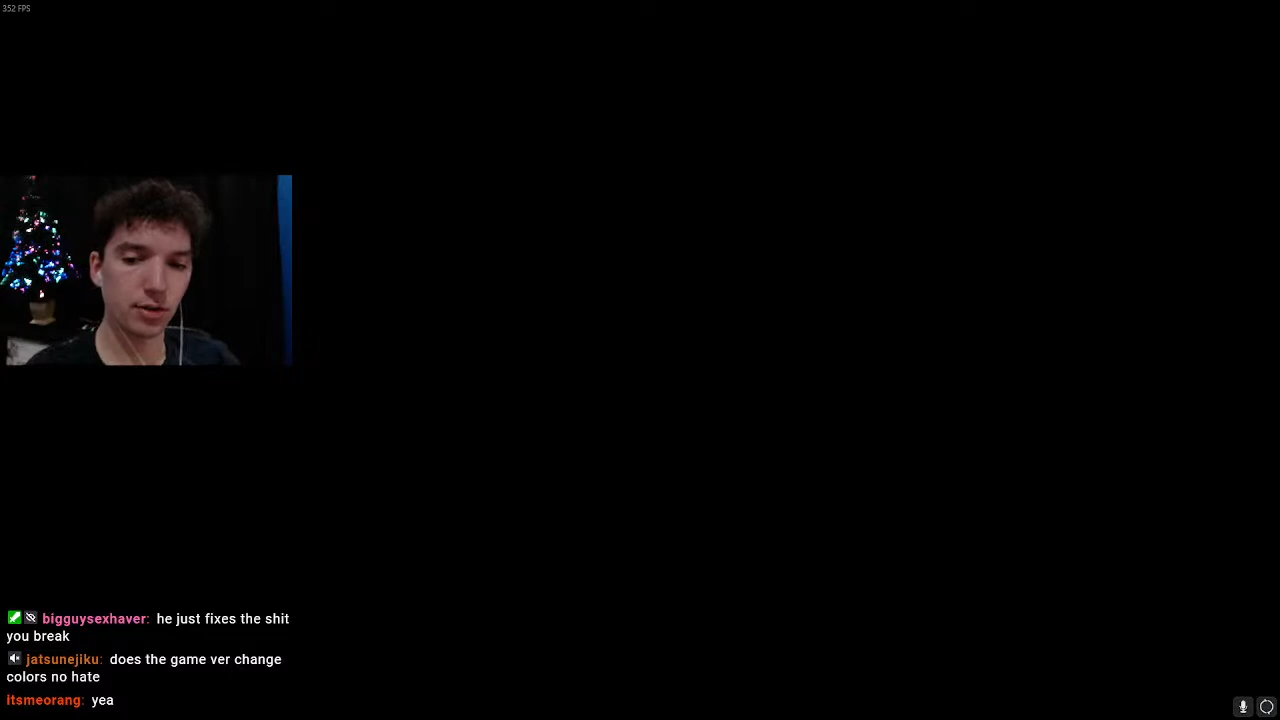 352 FPS
bigguysexhaver: he just fixes the shit
you break
jatsunejiku: does the game ver change
colors no hate
itsmeorang: yea